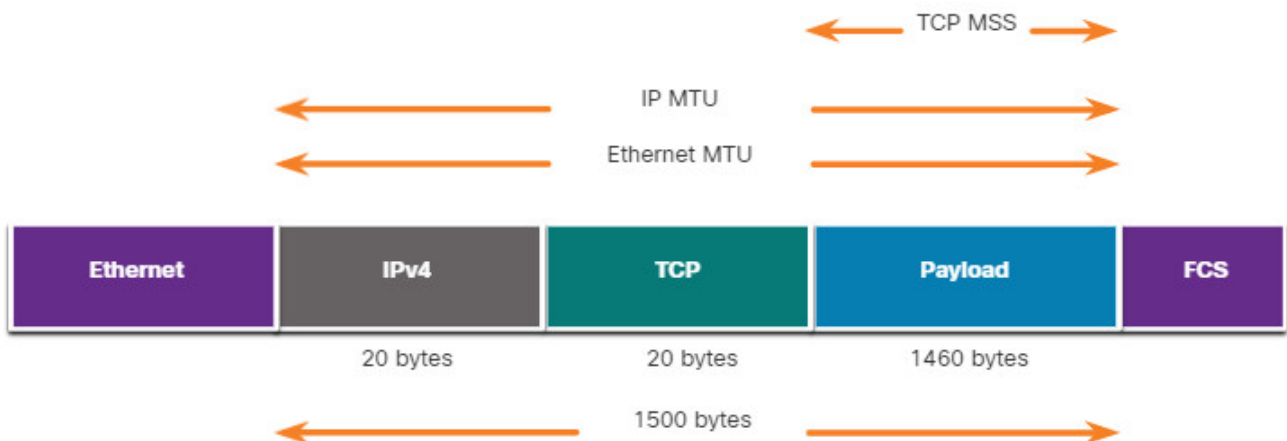 TCP MSS
IP MTU
Ethernet MTU
Ethernet IPv4 TCP Payload FCS
20 bytes 20 bytes 1460 bytes
1500 bytes